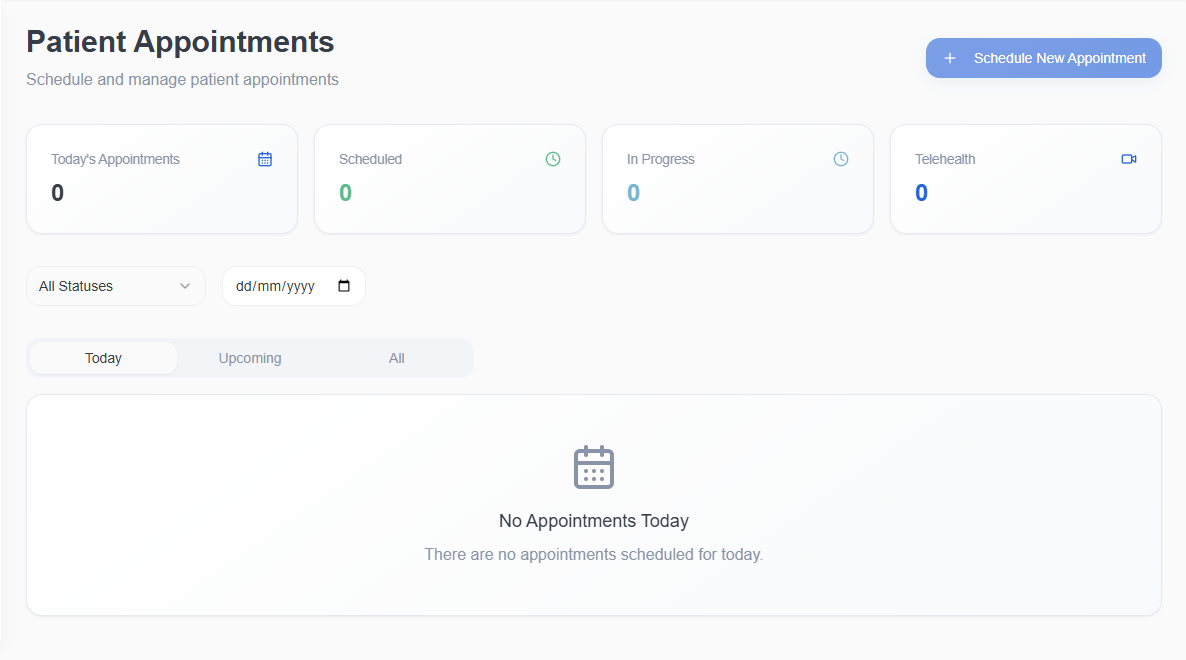 Patient Appointments
Schedule and manage patient appointments
Schedule New Appointment
Today's Appointments
0
Scheduled
0
In Progress
0
Telehealth
0
All Statuses
dd/mm/yyyy
Today
Upcoming
All
No Appointments Today
There are no appointments scheduled for today.